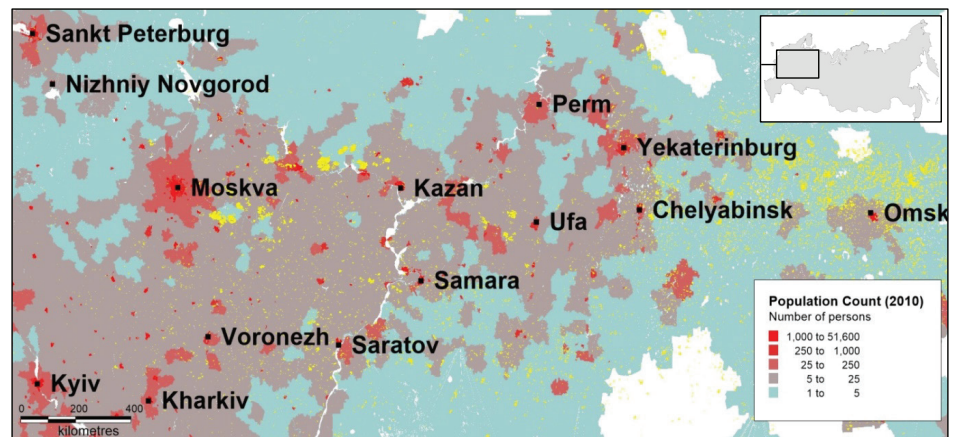 Sankt Peterburg
Nizhniy Novgorod
Perm
Yekaterinburg
Moskva
Kazan
Chelyabinsk
Omsk
Ufa
Samara
Voronezh
Saratov
Kyiv
Kharkiv
0 200 400
kilometres
Population Count (2010)
Number of persons
1,000 to 51,600
250 to 1,000
25 to 250
5 to 25
1 to 5